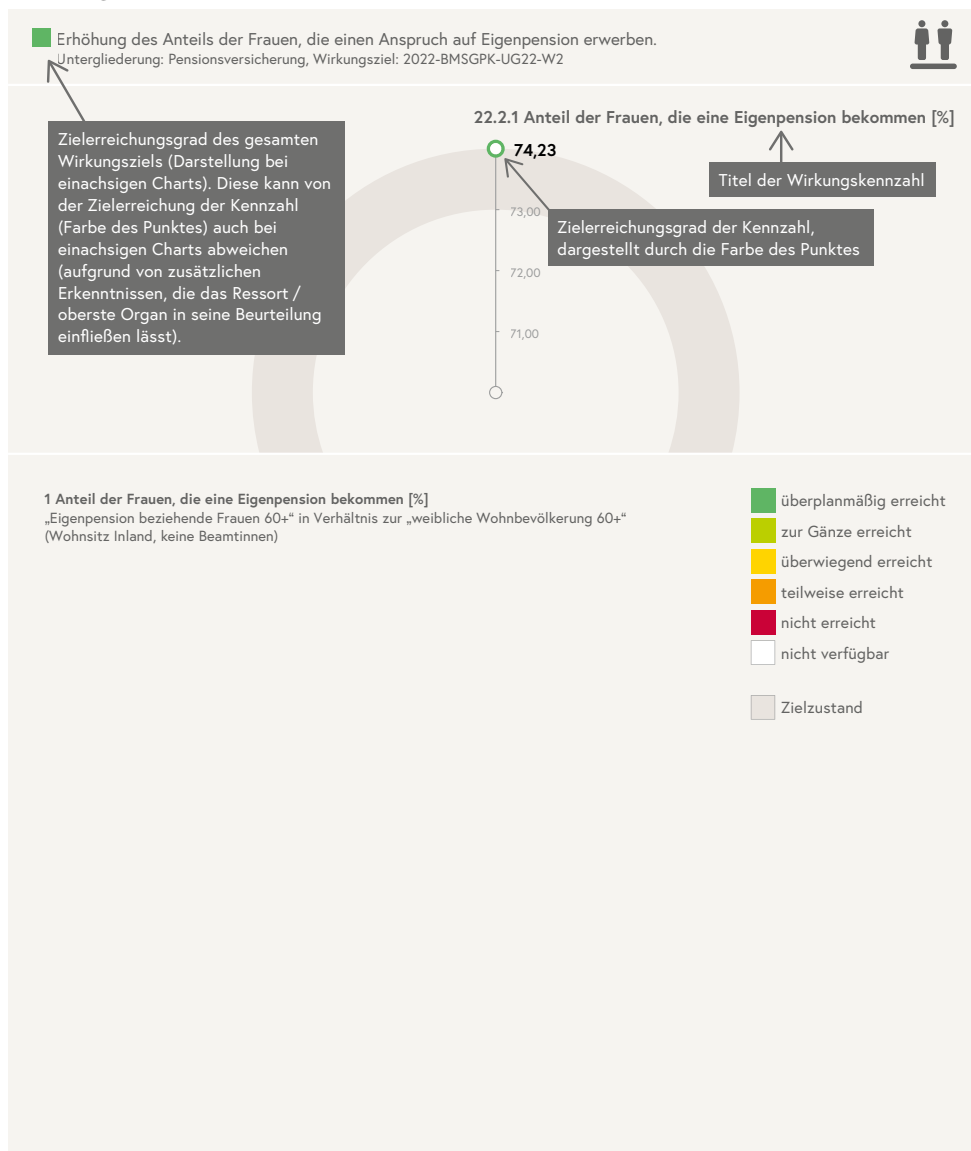 Erhöhung des Anteils der Frauen, die einen Anspruch auf Eigenpension erwerben.
Untergliederung: Pensionsversicherung, Wirkungsziel: 2022-BMSGPK-UG22-W2
Zielerreichungsgrad des gesamten
Wirkungsziels (Darstellung bei
einachsigen Charts). Diese kann von
der Zielerreichung der Kennzahl
(Farbe des Punktes) auch bei
einachsigen Charts abweichen
(aufgrund von zusätzlichen
Erkenntnissen, die das Ressort /
oberste Organ in seine Beurteilung
einfließen lässt).
22.2.1 Anteil der Frauen, die eine Eigenpension bekommen [%]
74,23
Titel der Wirkungskennzahl
73,00
Zielerreichungsgrad der Kennzahl,
dargestellt durch die Farbe des Punktes
72,00
71,00
1 Anteil der Frauen, die eine Eigenpension bekommen [%]
„Eigenpension beziehende Frauen 60+“ in Verhältnis zur „weibliche Wohnbevölkerung 60+“
(Wohnsitz Inland, keine Beamtinnen)
überplanmäßig erreicht
zur Gänze erreicht
überwiegend erreicht
teilweise erreicht
nicht erreicht
nicht verfügbar
Zielzustand